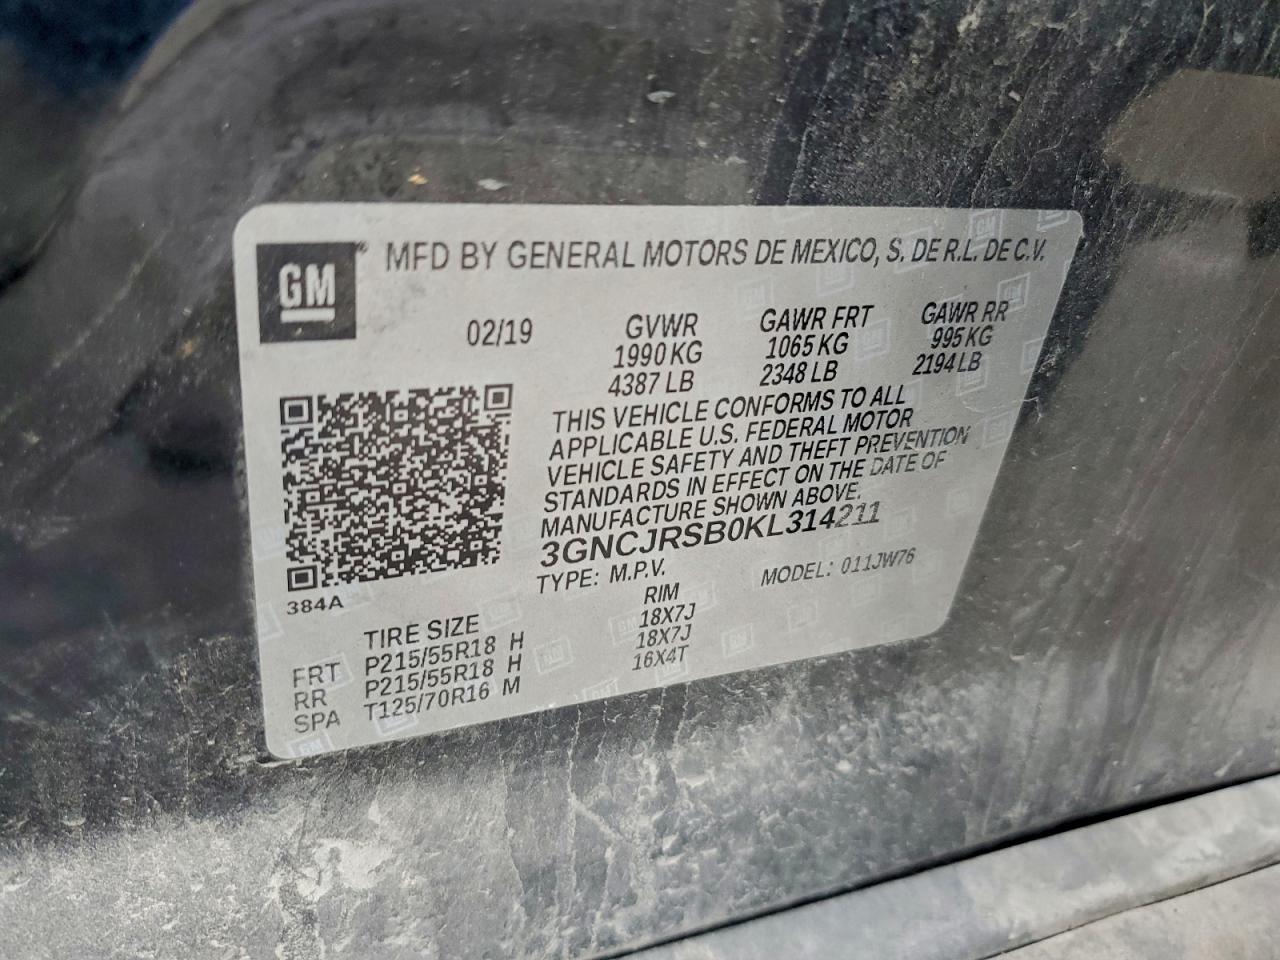 GM® MFD BY GENERAL MOTORS DE MEXICO, S. DE R.L. DE C.V.
02/19 GVWR GAWR FRT GAWR RR
1990 KG 1065 KG 995 KG
4387 LB 2348 LB 2194 LB
THIS VEHICLE CONFORMS TO ALL
APPLICABLE U.S. FEDERAL MOTOR
VEHICLE SAFETY AND THEFT PREVENTION
STANDARDS IN EFFECT ON THE DATE OF
MANUFACTURE SHOWN ABOVE.
3GNCJRSB0KL314211
TYPE: M.P.V. MODEL: 011JW76
384A
TIRE SIZE RIM
FRT P215/55R18 H 18X7J
RR P215/55R18 H 18X7J
SPA T125/70R16 M 16X4T